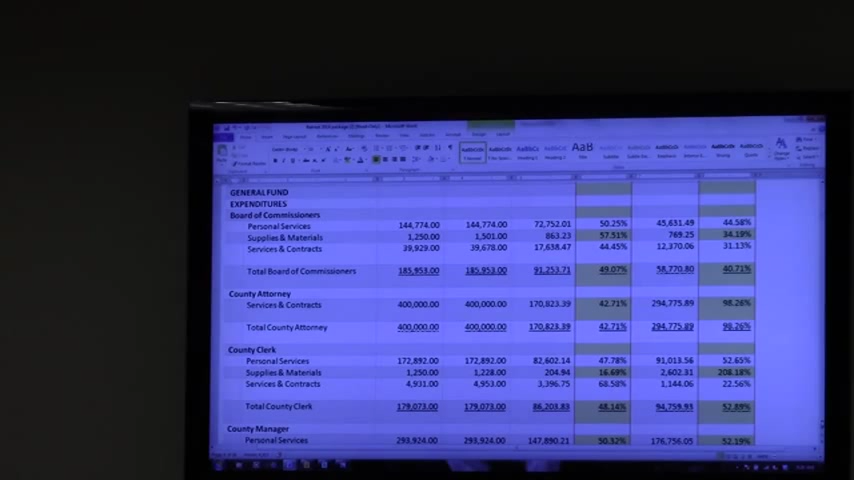 Microsoft Word
AaB
GENERAL FUND
EXPENDITURES
Board of Commissioners
Personal Services 144,774.00 144,774.00 72,752.01 50.25% 45,631.49 44.58%
Supplies & Materials 1,250.00 1,501.00 863.23 57.51% 769.25 34.19%
Services & Contracts 39,929.00 39,678.00 17,638.47 44.45% 12,370.06 31.13%
Total Board of Commissioners 185,953.00 185,953.00 91,253.71 49.07% 58,770.80 40.71%
County Attorney
Services & Contracts 400,000.00 400,000.00 170,823.39 42.71% 294,775.89 98.26%
Total County Attorney 400,000.00 400,000.00 170,823.39 42.71% 294,775.89 98.26%
County Clerk
Personal Services 172,892.00 172,892.00 82,602.14 47.78% 91,013.56 52.65%
Supplies & Materials 1,250.00 1,228.00 204.94 16.69% 2,602.31 208.18%
Services & Contracts 4,931.00 4,953.00 3,396.75 68.58% 1,144.06 22.56%
Total County Clerk 179,073.00 179,073.00 86,203.83 48.14% 94,759.93 52.89%
County Manager
Personal Services 293,924.00 293,924.00 147,890.21 50.32% 176,756.05 52.19%